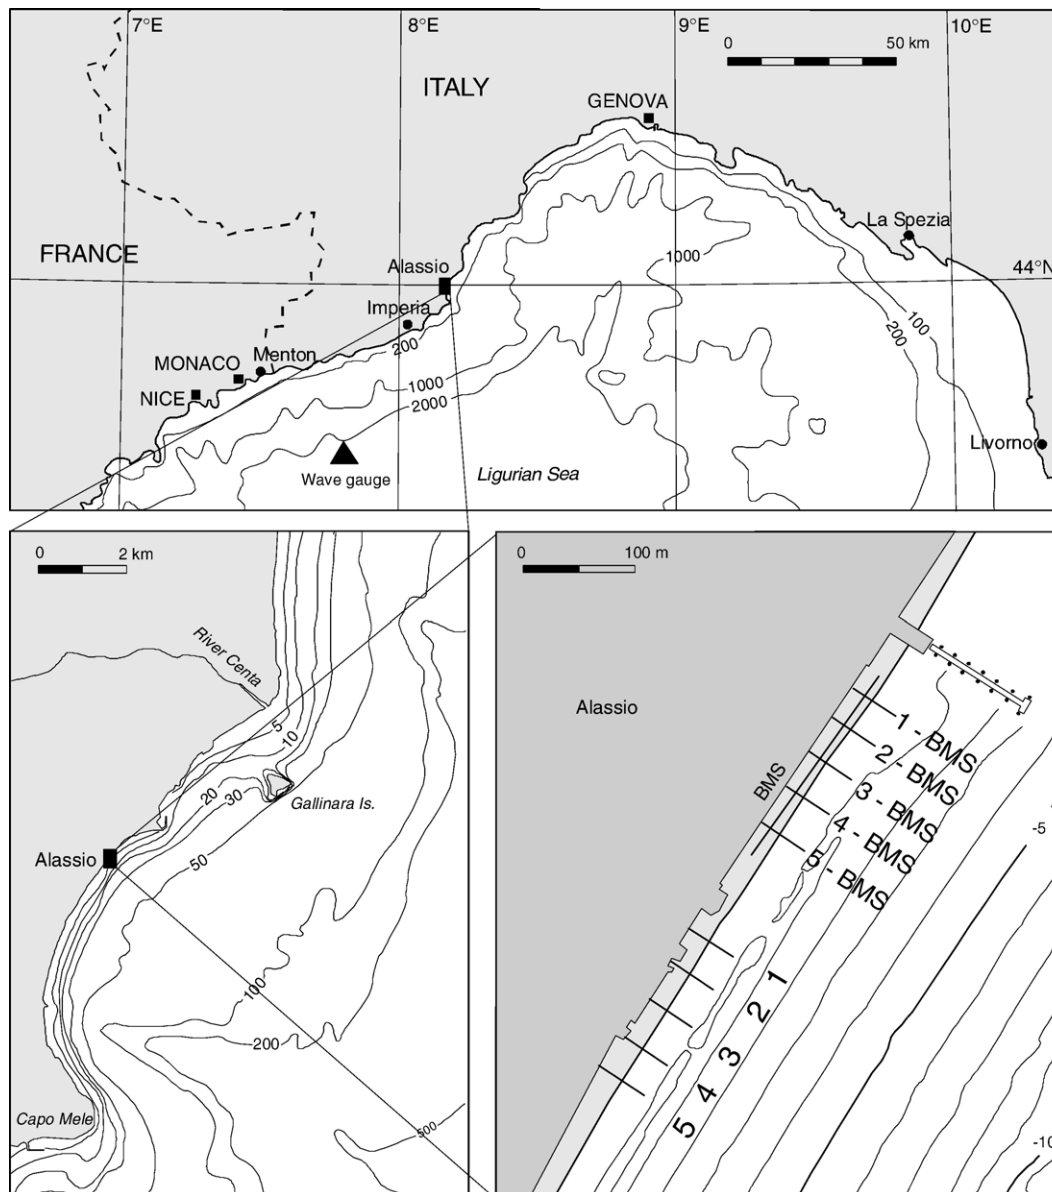 7°E
8°E
9°E
10°E
0 50 km
ITALY
GENOVA
La Spezia
FRANCE
1000
44°N
Alassio
Imperia
100
200
200
MONACO
Menton
1000
NICE
2000
Livorno
Wave gauge
Ligurian Sea
0 2 km
River Centa
5
10
20
30
Gallinara Is.
Alassio
50
100
200
Capo Mele
500
0 100 m
Alassio
1 - BMS
2 - BMS
BMS
3 - BMS
4 - BMS
5 - BMS
-5
1
2
3
4
5
-10